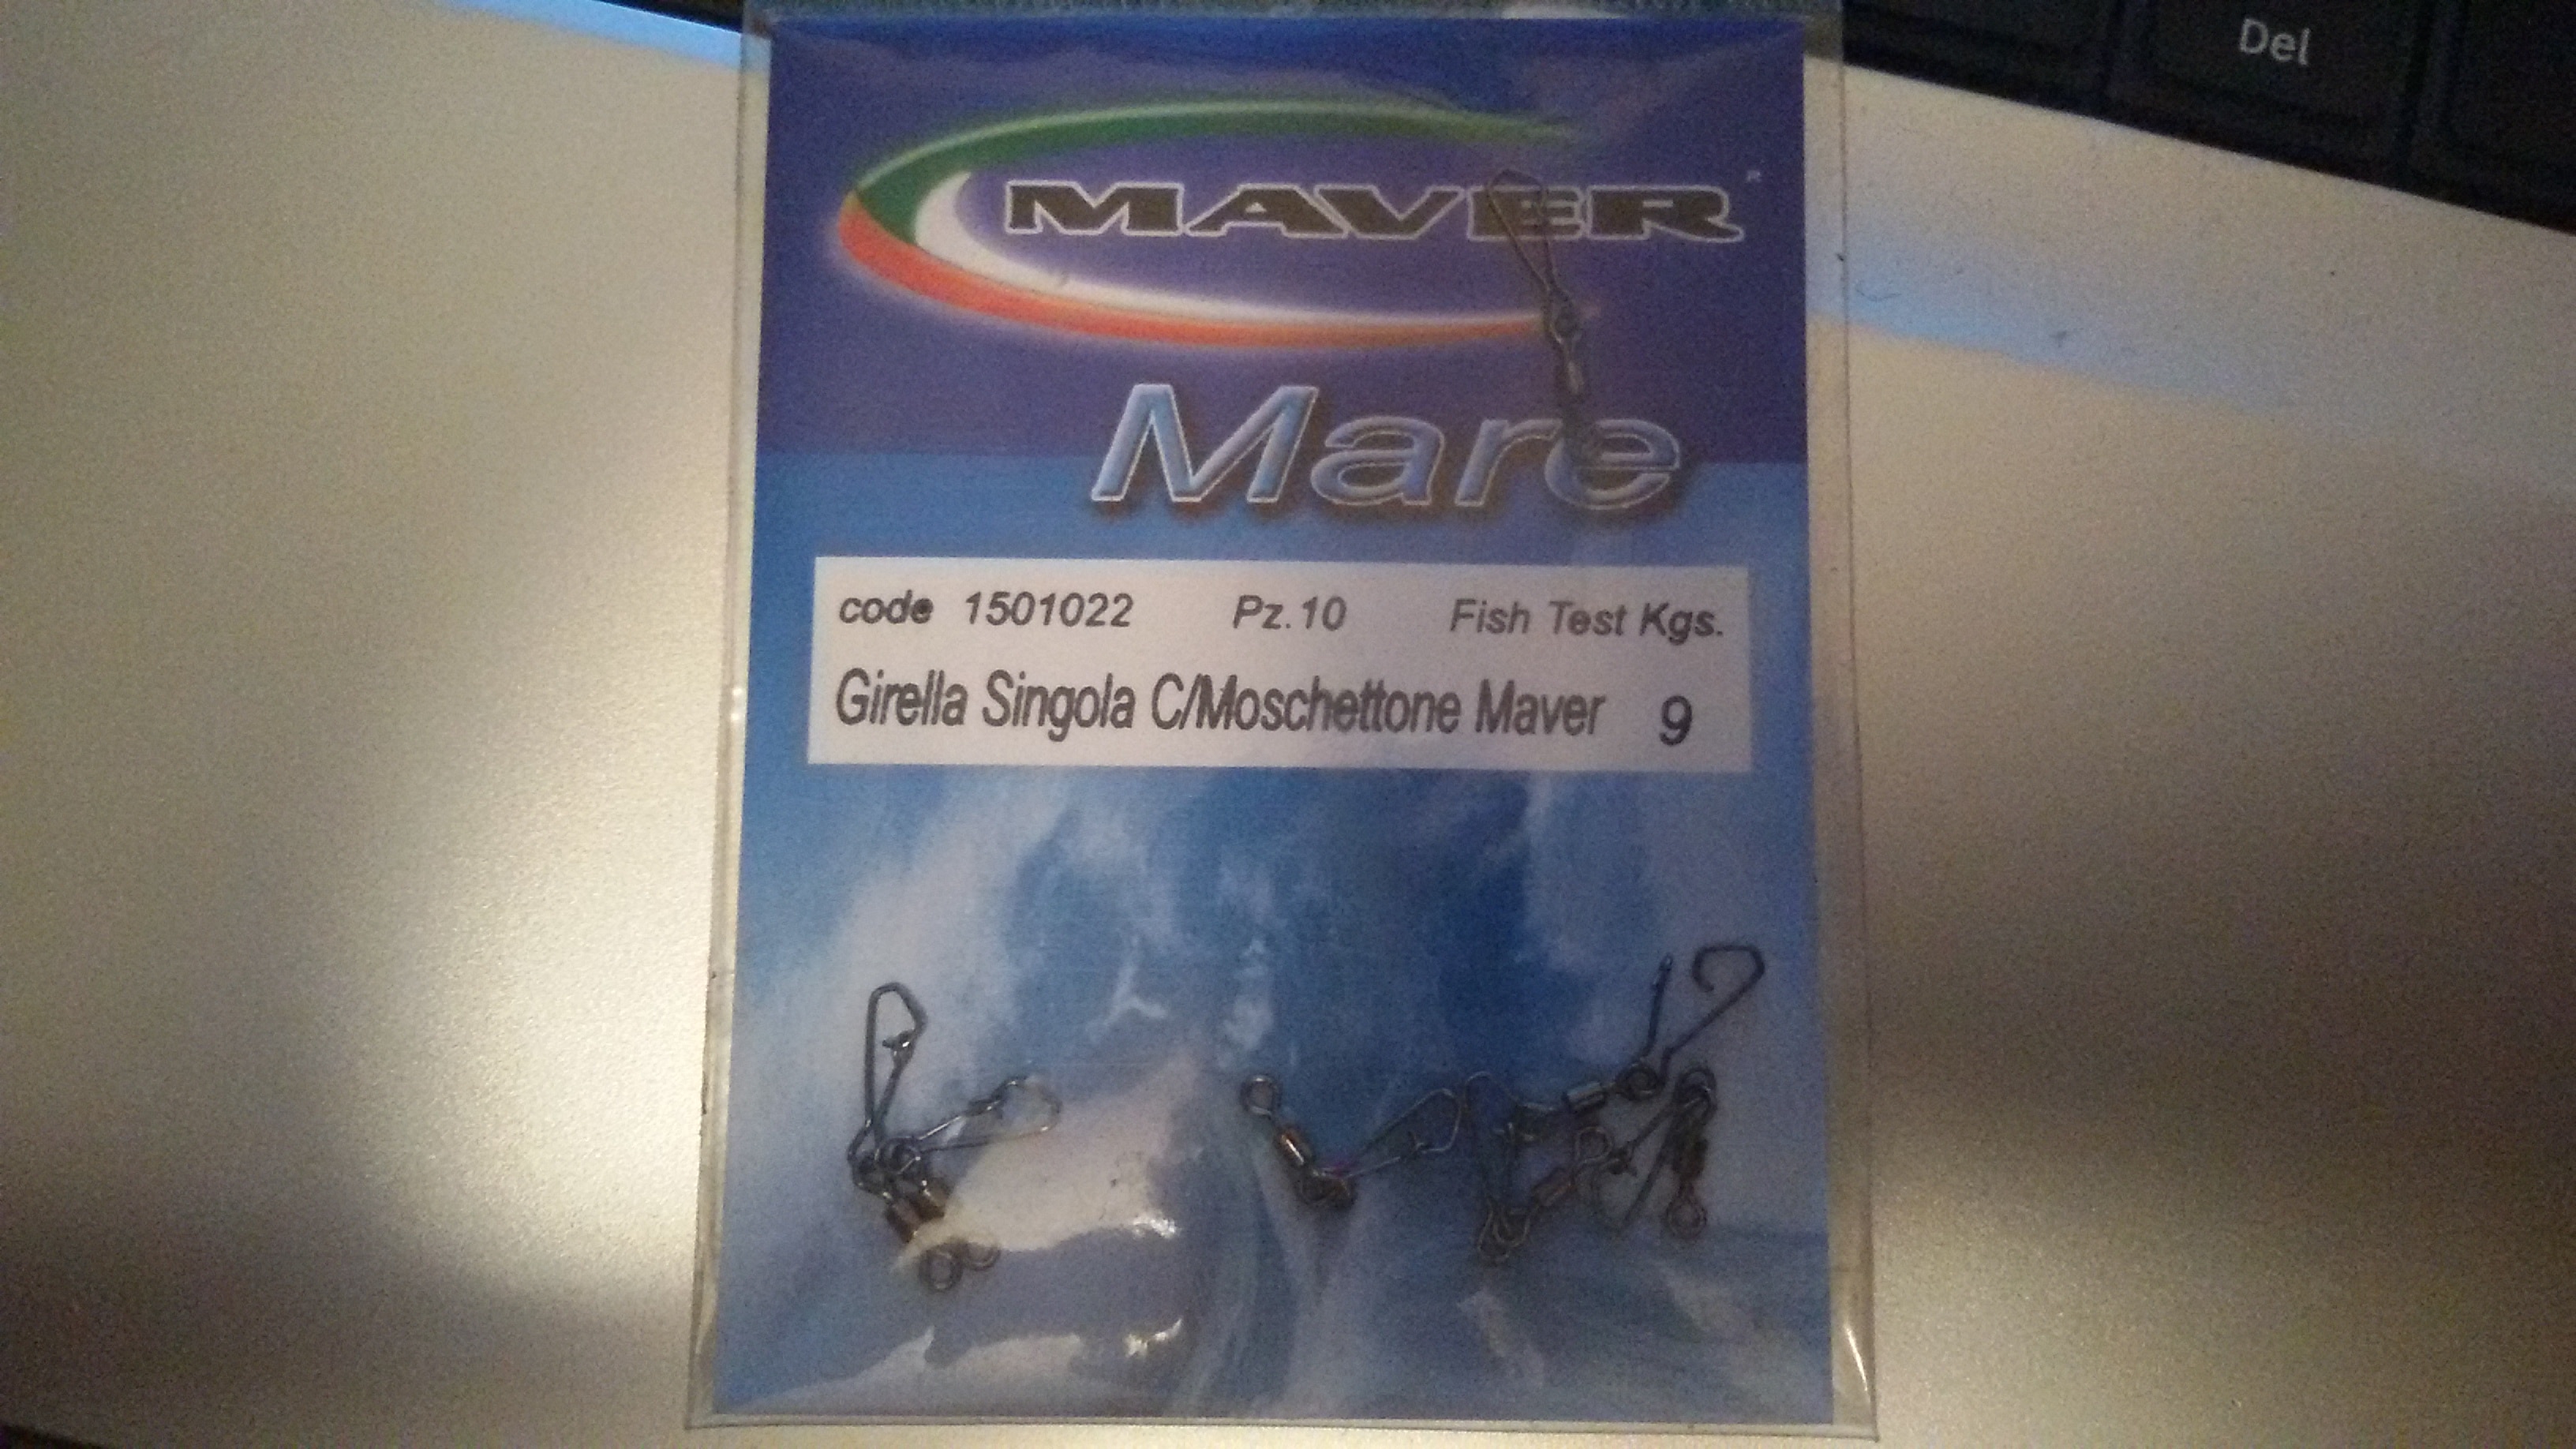 Del
MAVER
Mare
code 1501022 Pz.10 Fish Test Kgs.
Girella Singola C/Moschettone Maver 9